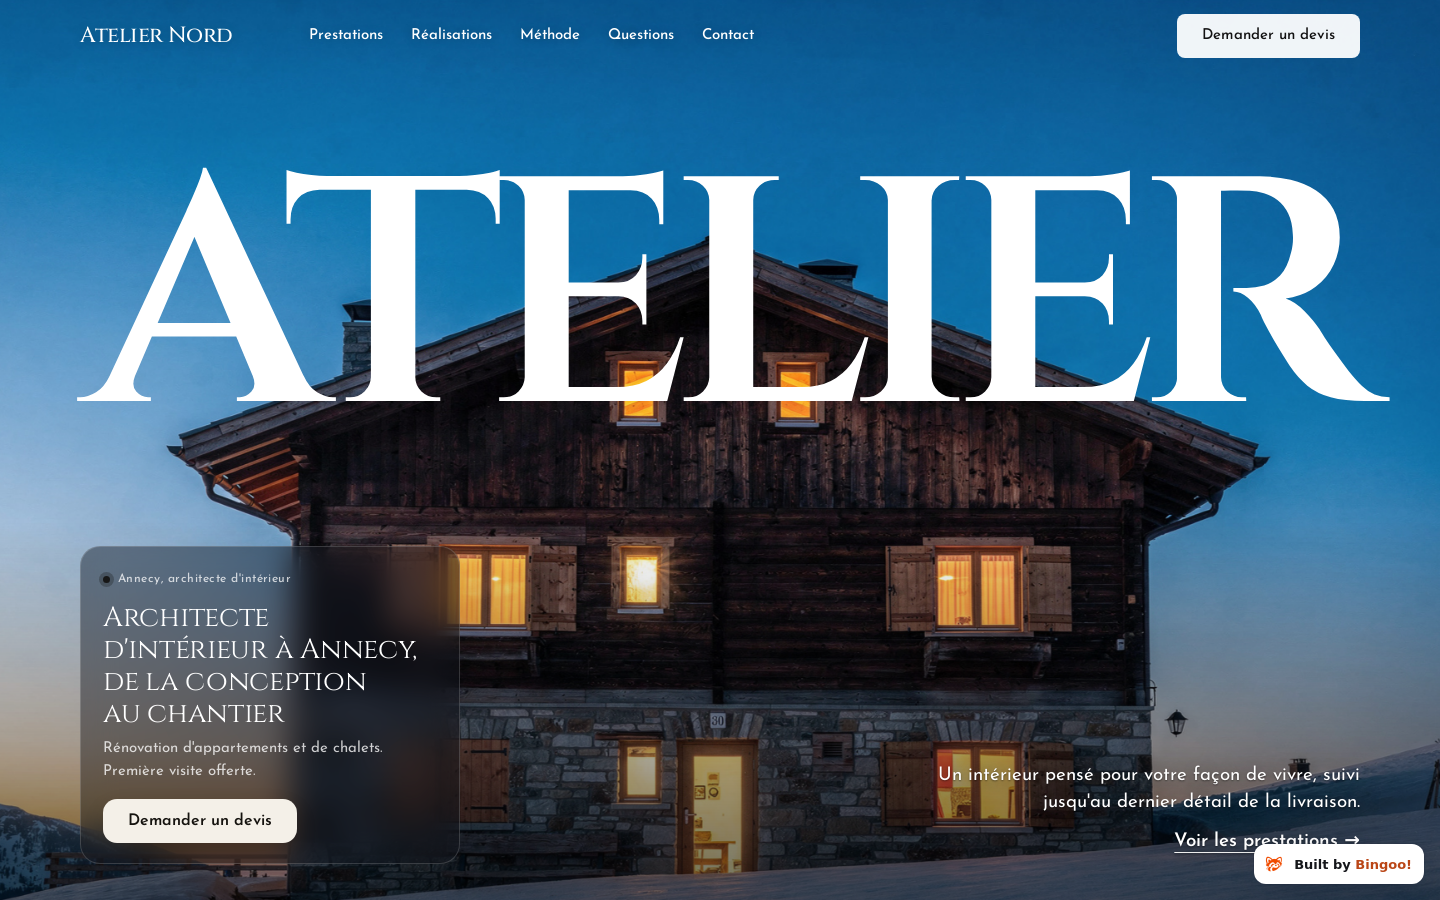 Atelier Nord
Prestations
Réalisations
Méthode
Questions
Contact
Demander un devis
ATELIER
Annecy, architecte d'intérieur
Architecte
d'intérieur à Annecy,
de la conception
au chantier
Rénovation d'appartements et de chalets.
Première visite offerte.
Demander un devis
30
Un intérieur pensé pour votre façon de vivre, suivi
jusqu'au dernier détail de la livraison.
Voir les prestations →
Built by Bingoo!